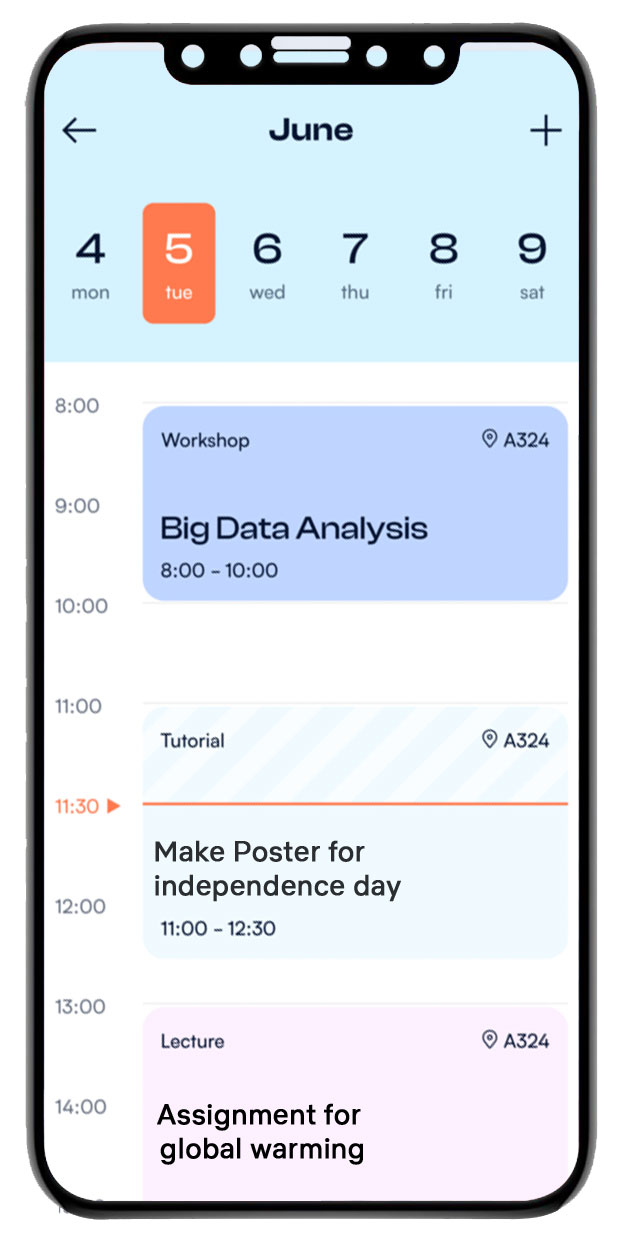 June
4 5 6 7 8 9
mon tue wed thu fri sat
8:00
Workshop A324
9:00
Big Data Analysis
8:00 – 10:00
10:00
11:00
Tutorial A324
11:30
Make Poster for
independence day
12:00
11:00 – 12:30
13:00
Lecture A324
14:00
Assignment for
global warming